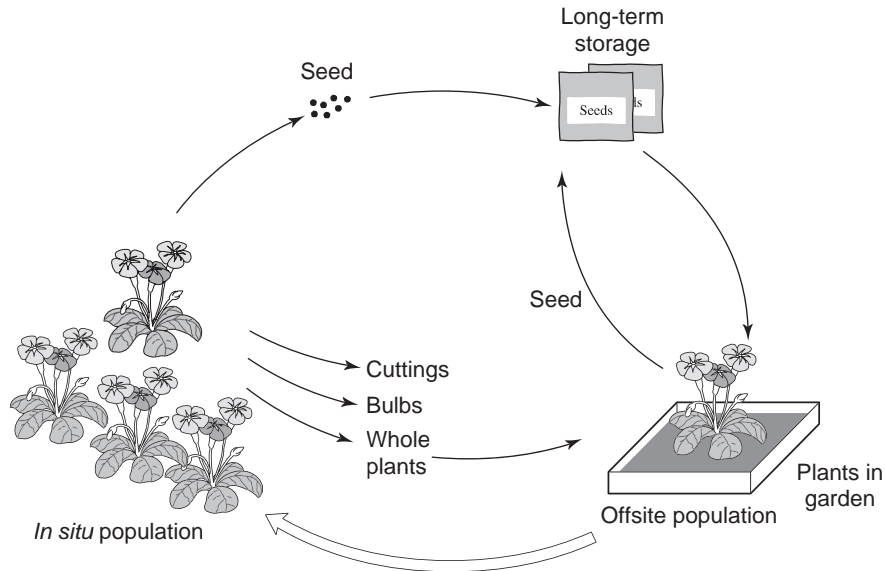 Long-term
storage
Seed
Seeds
ds
Seed
Cuttings
Bulbs
Whole
plants
Plants in
garden
Offsite population
In situ population